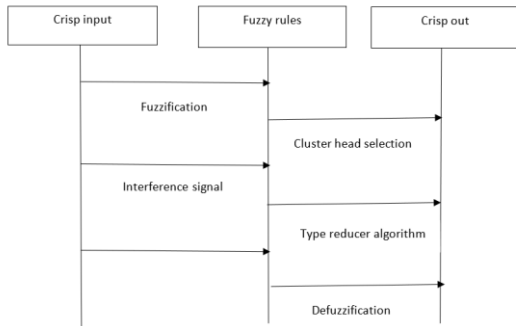 Crisp input
Fuzzy rules
Crisp out
Fuzzification
Cluster head selection
Interference signal
Type reducer algorithm
Defuzzification